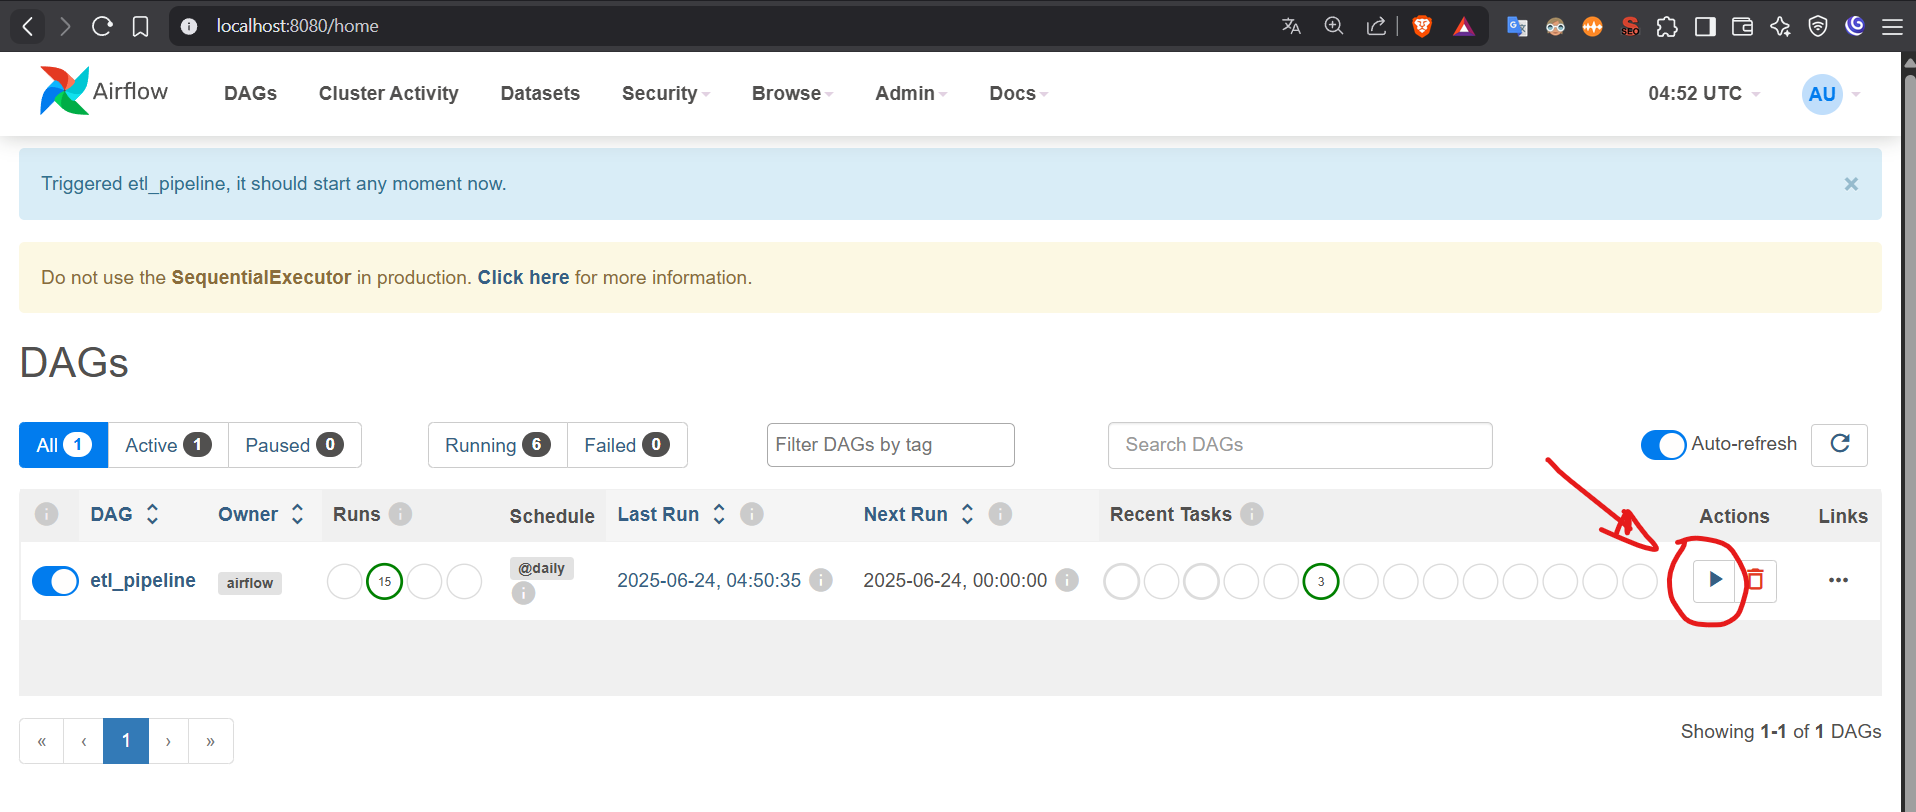 localhost:8080/home
SEO
Airflow DAGs Cluster Activity Datasets Security Browse Admin Docs 04:52 UTC AU
Triggered etl_pipeline, it should start any moment now. ×
Do not use the SequentialExecutor in production. Click here for more information.
DAGs
All 1 Active 1 Paused 0 Running 6 Failed 0 Filter DAGs by tag Search DAGs Auto-refresh
i DAG Owner Runs i Schedule Last Run i Next Run i Recent Tasks i Actions Links
etl_pipeline airflow 15 @daily i 2025-06-24, 04:50:35 i 2025-06-24, 00:00:00 i 3 ...
« ‹ 1 › » Showing 1-1 of 1 DAGs